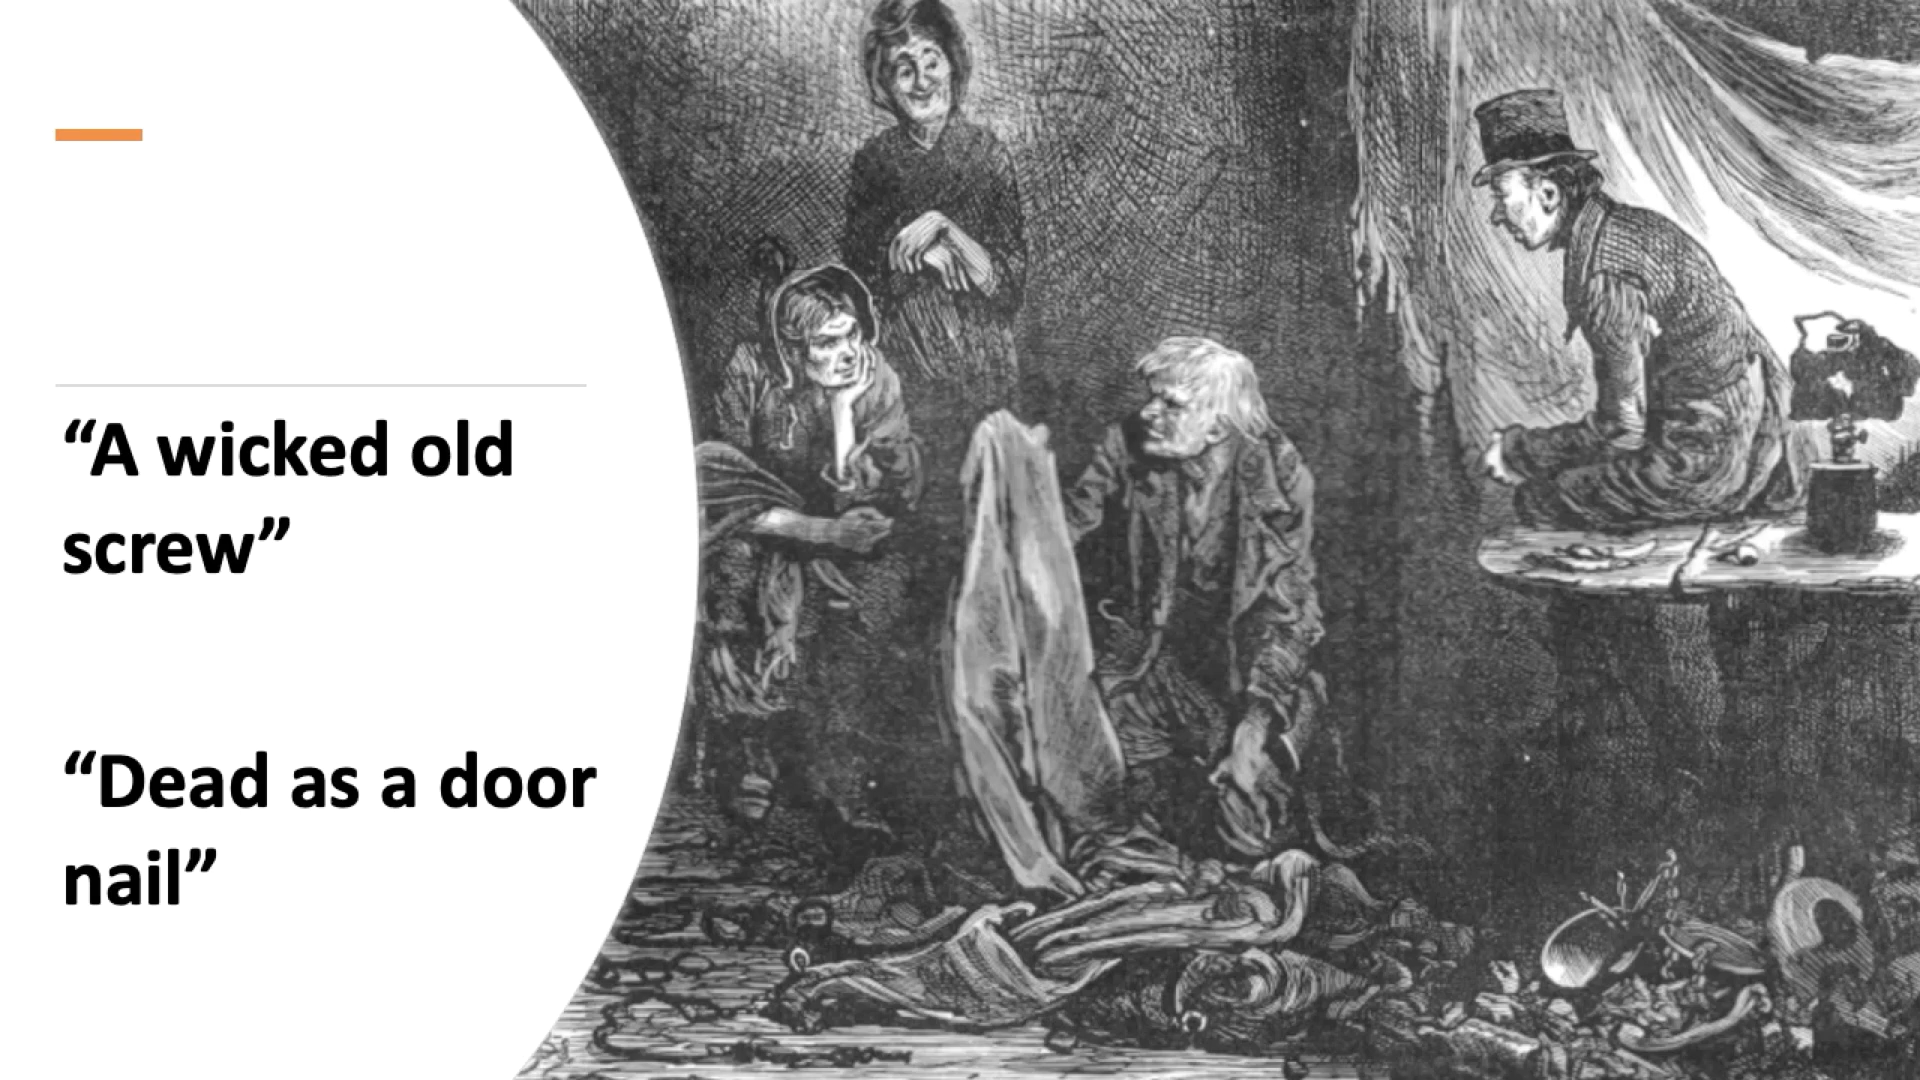 “A wicked old
screw”
“Dead as a door
nail”